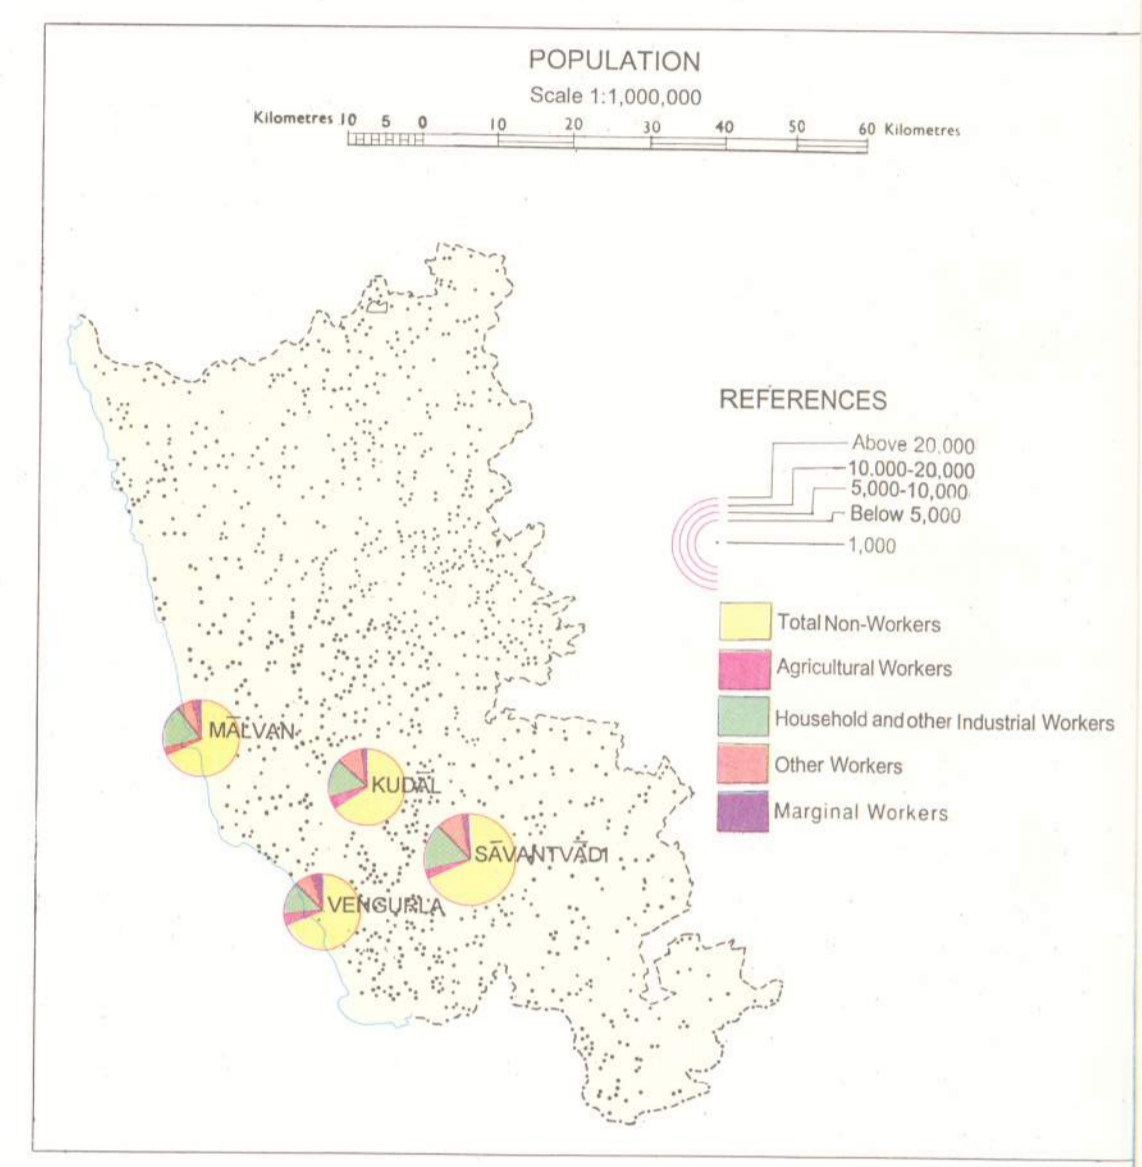 POPULATION
Scale 1:1,000,000
Kilometres 10 5 0 10 20 30 40 50 60 Kilometres
REFERENCES
Above 20,000
10,000-20,000
5,000-10,000
Below 5,000
1,000
Total Non-Workers
Agricultural Workers
Household and other Industrial Workers
Other Workers
Marginal Workers
MĀLVAN
KUDĀL
SĀVANTVĀDI
VENGURLA